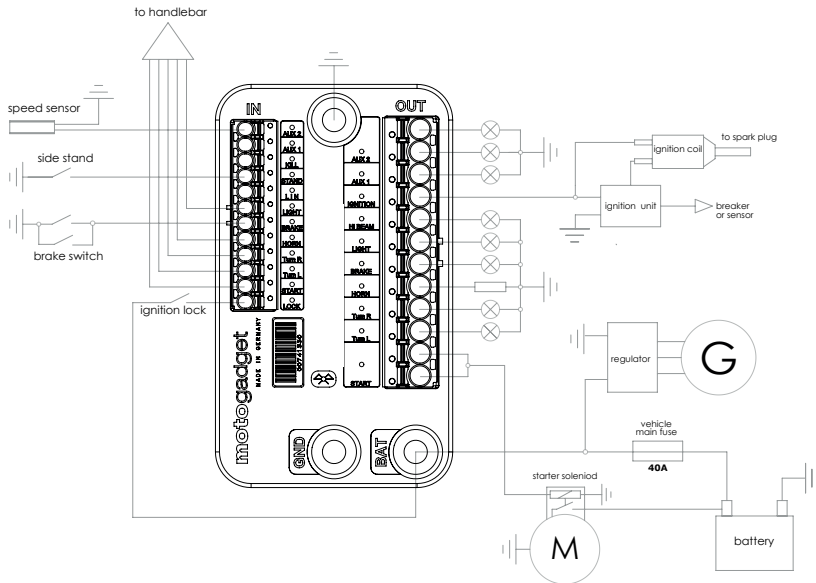 to handlebar
IN
OUT
speed sensor
side stand
brake switch
ignition lock
AUX 2
AUX 1
KILL
STAND
LIN
LIGHT
BRAKE
HORN
Turn R
Turn L
START
LOCK
AUX 2
AUX 1
IGNITION
HI BEAM
LIGHT
BRAKE
HORN
Turn R
Turn L
START
ignition coil
to spark plug
ignition unit
breaker
or sensor
motogadget
MADE IN GERMANY
GND
BAT
regulator
G
vehicle
main fuse
40A
starter soleniod
M
battery